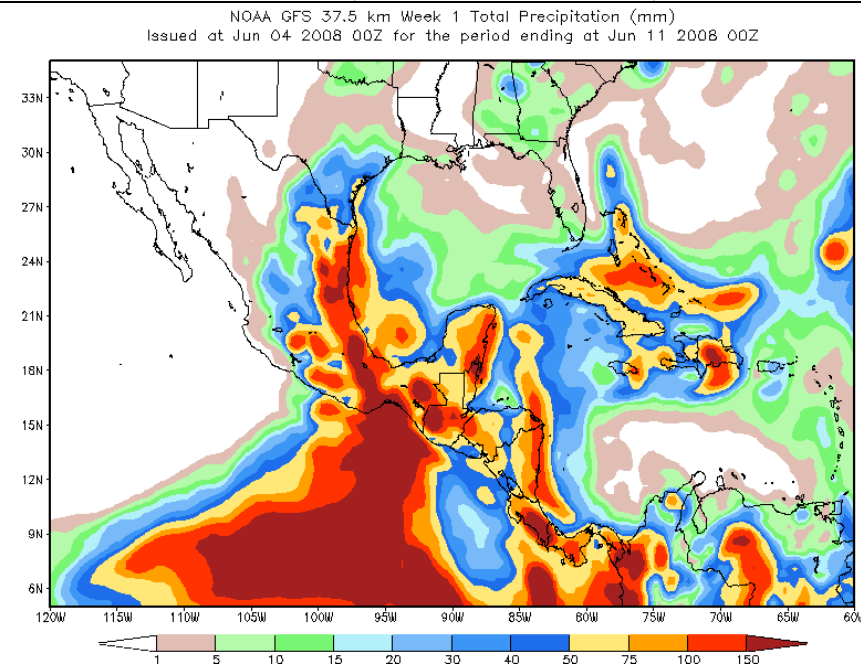 NOAA GFS 37.5 km Week 1 Total Precipitation (mm)
Issued at Jun 04 2008 00Z for the period ending at Jun 11 2008 00Z
33N
30N
27N
24N
21N
18N
15N
12N
9N
6N
120W 115W 110W 105W 100W 95W 90W 85W 80W 75W 70W 65W 60W
1 5 10 15 20 30 40 50 75 100 150